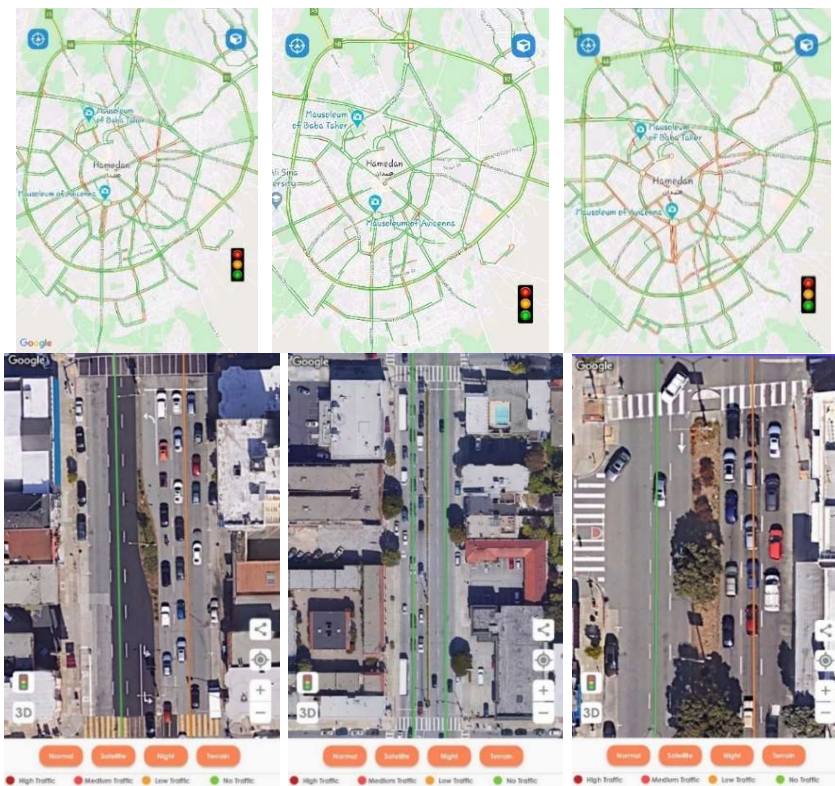 Mausoleum
of Baba Taher
Hamedan
همدان
Mausoleum of Avicenna
Google
Mausoleum
of Baba Taher
Hamedan
همدان
Mausoleum of Avicenna
Mausoleum
of Baba Taher
Hamedan
همدان
Mausoleum of Avicenna
Google
3D
Normal Satellite Night Terrain
High Traffic Medium Traffic Low Traffic No Traffic
Google
3D
Normal Satellite Night Terrain
High Traffic Medium Traffic Low Traffic No Traffic
Google
3D
Normal Satellite Night Terrain
High Traffic Medium Traffic Low Traffic No Traffic